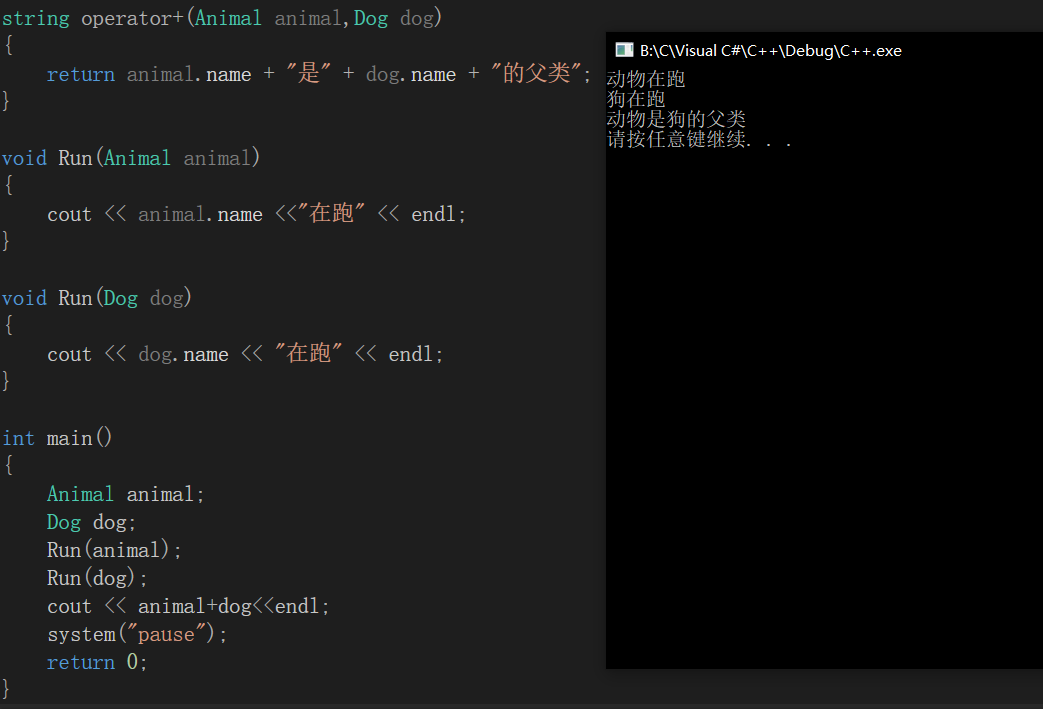 string operator+(Animal animal,Dog dog)
{
    return animal.name + "是" + dog.name + "的父类";
}
void Run(Animal animal)
{
    cout << animal.name <<"在跑" << endl;
}
void Run(Dog dog)
{
    cout << dog.name << "在跑" << endl;
}
int main()
{
    Animal animal;
    Dog dog;
    Run(animal);
    Run(dog);
    cout << animal+dog<<endl;
    system("pause");
    return 0;
}
B:\C\Visual C#\C++\Debug\C++.exe
动物在跑
狗在跑
动物是狗的父类
请按任意键继续. . .